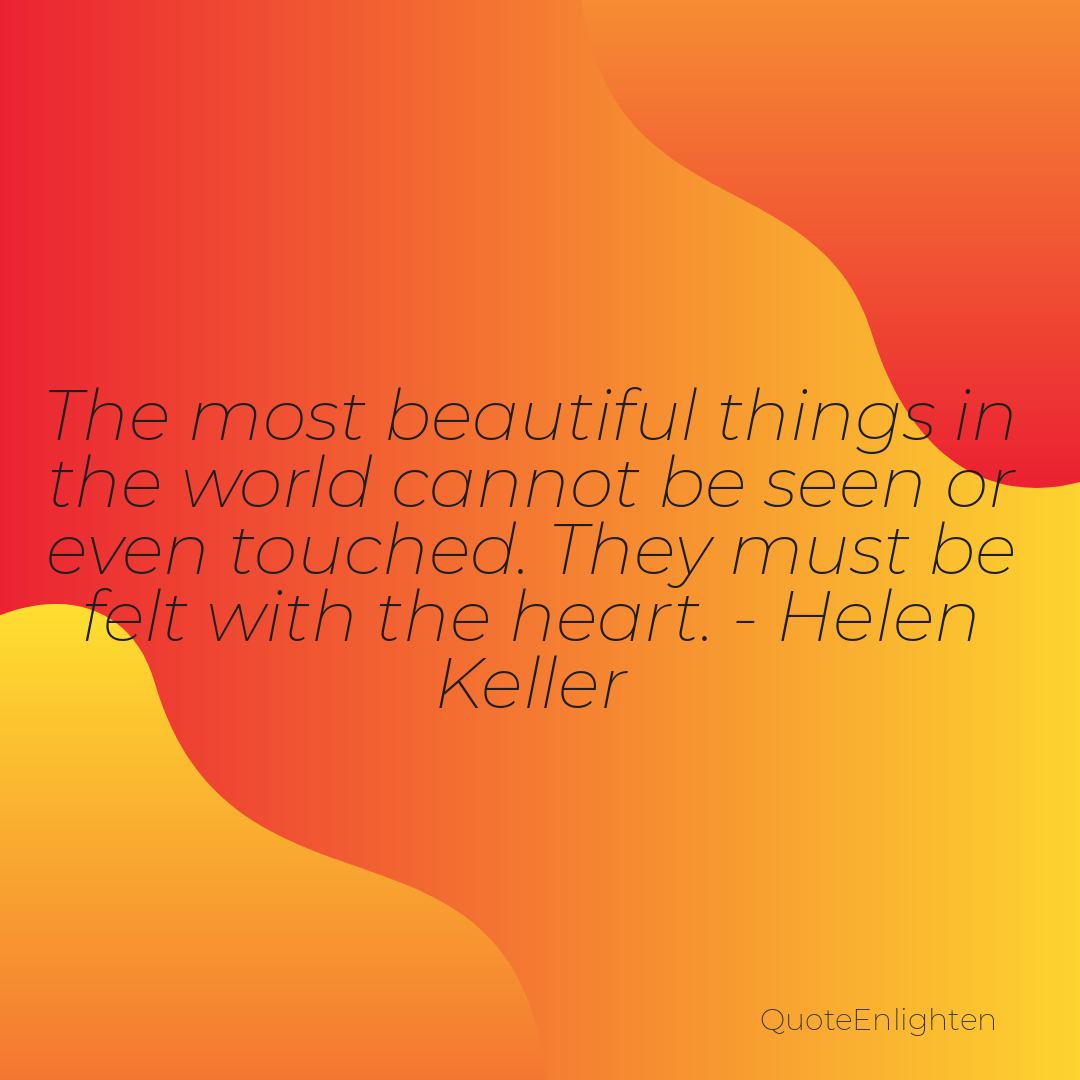 The most beautiful things in
the world cannot be seen or
even touched. They must be
felt with the heart. - Helen
Keller
QuoteEnlighten